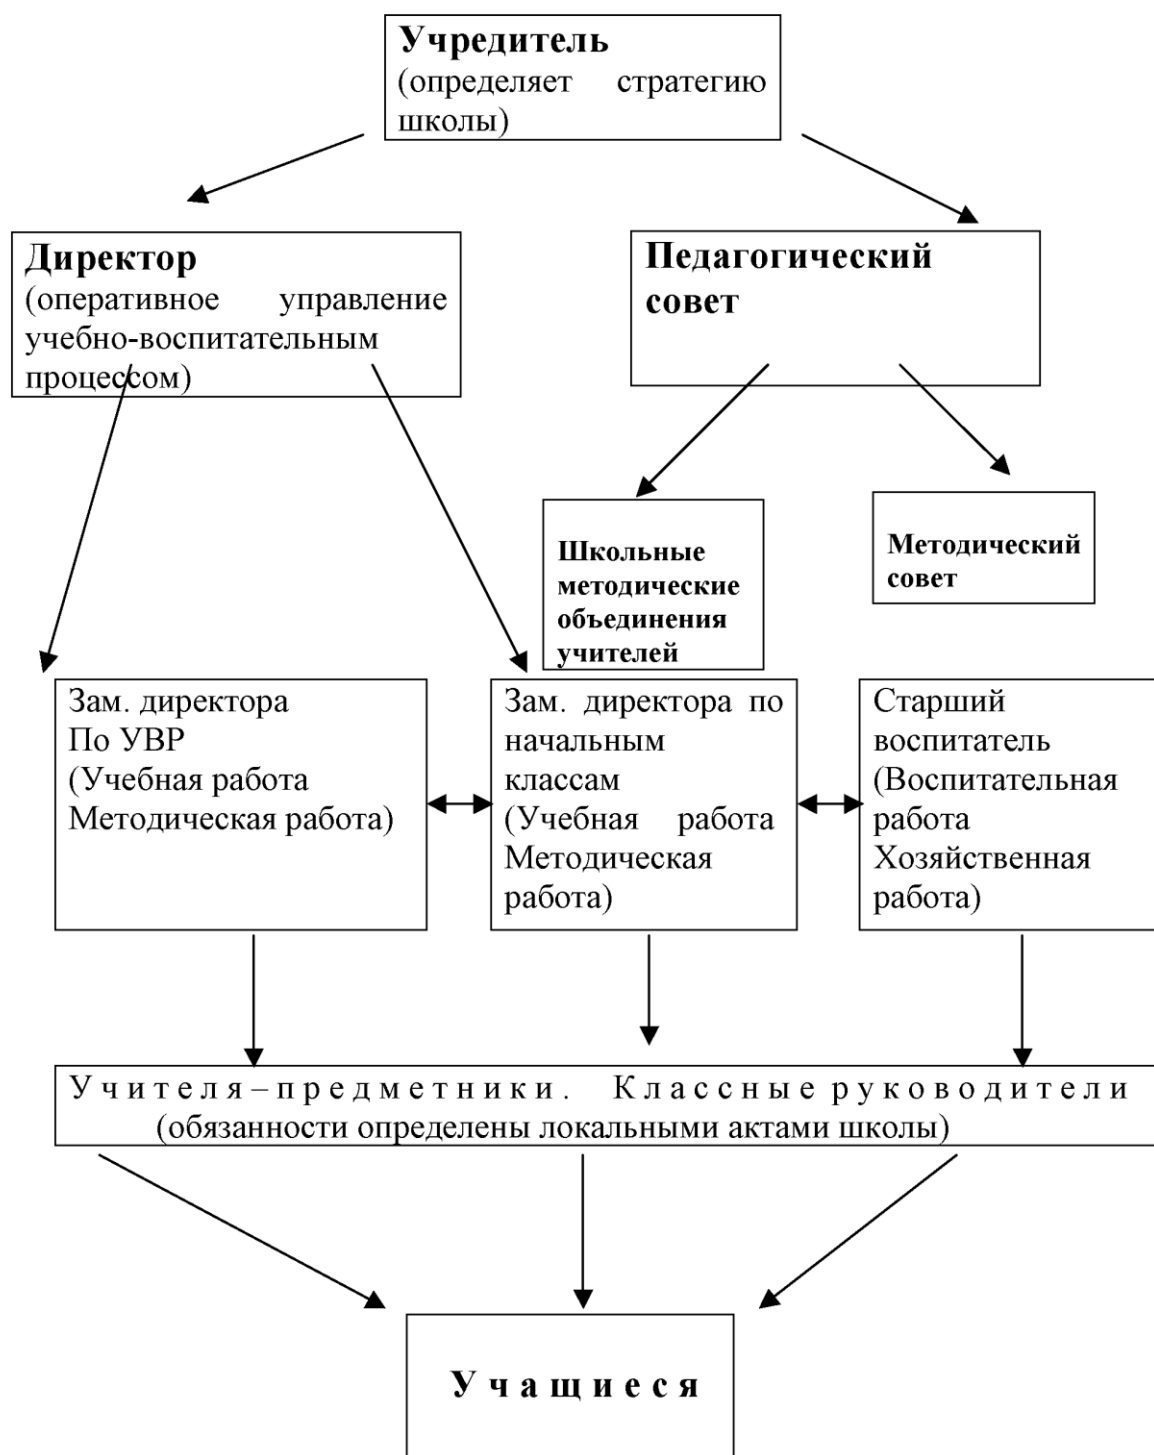 Учредитель
(определяет стратегию
школы)
Директор
(оперативное управление
учебно-воспитательным
процессом)
Педагогический
совет
Школьные
методические
объединения
учителей
Методический
совет
Зам. директора
По УВР
(Учебная работа
Методическая работа)
Зам. директора по
начальным
классам
(Учебная работа
Методическая
работа)
Старший
воспитатель
(Воспитательная
работа
Хозяйственная
работа)
Учителя–предметники. Классные руководители
(обязанности определены локальными актами школы)
Учащиеся